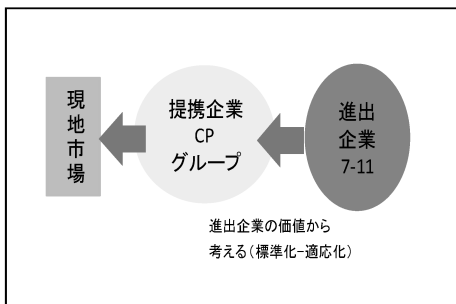 現地市場
提携企業
CP
グループ
進出
企業
7-11
進出企業の価値から
考える(標準化−適応化)